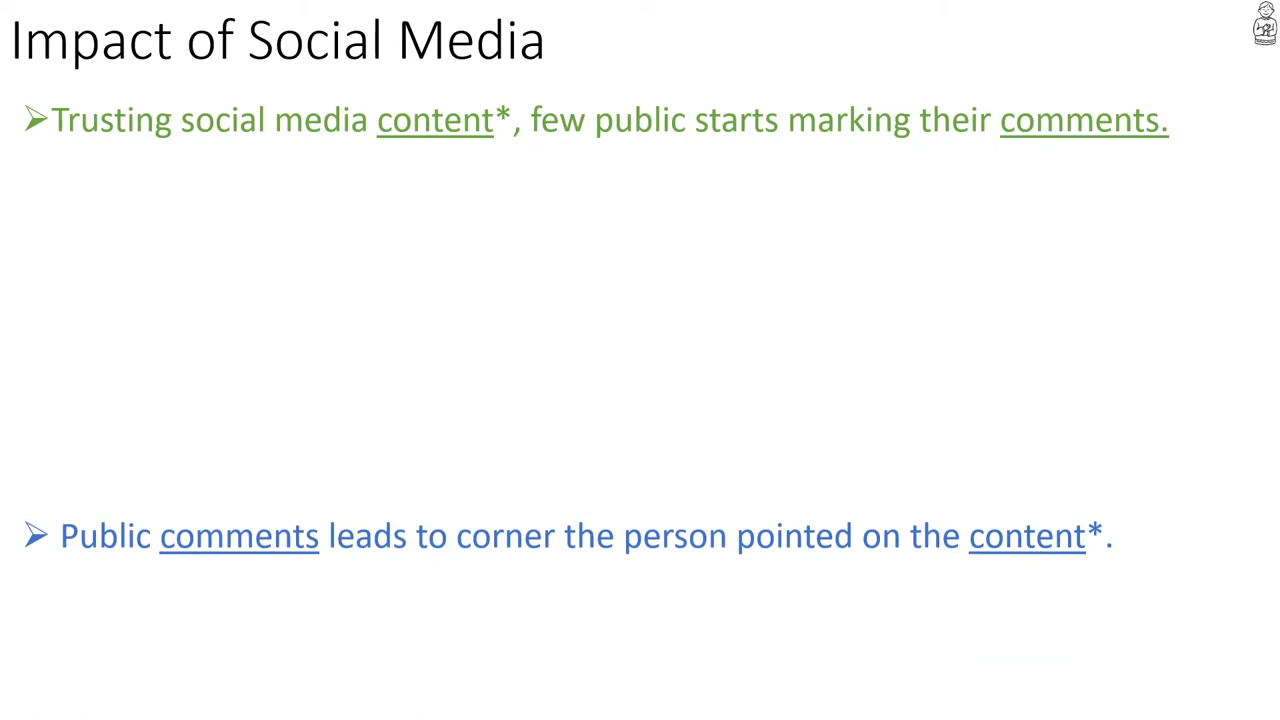 Impact of Social Media
➢Trusting social media content*, few public starts marking their comments.
➢ Public comments leads to corner the person pointed on the content*.